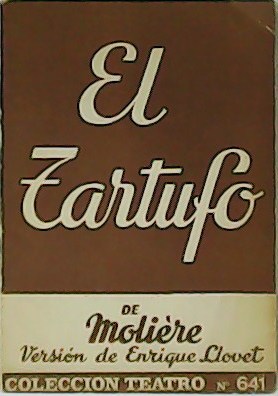 El
Tartufo
DE
Molière
Versión de Enrique Llovet
COLECCION TEATRO Nº 641